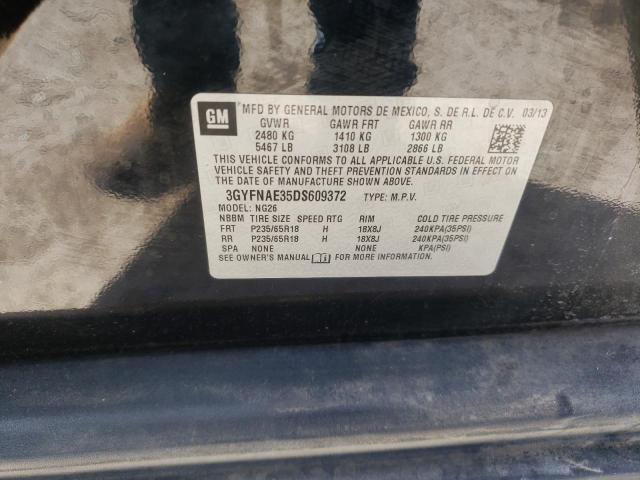 GM MFD BY GENERAL MOTORS DE MEXICO, S. DE R.L. DE C.V. 03/13
GVWR GAWR FRT GAWR RR
2480 KG 1410 KG 1300 KG
5467 LB 3108 LB 2866 LB
THIS VEHICLE CONFORMS TO ALL APPLICABLE U.S. FEDERAL MOTOR
VEHICLE SAFETY AND THEFT PREVENTION STANDARDS IN EFFECT ON
THE DATE OF MANUFACTURE SHOWN ABOVE.
3GYFNAE35DS609372 TYPE: M.P.V.
MODEL: NG26
NBBM TIRE SIZE SPEED RTG RIM COLD TIRE PRESSURE
FRT P235/65R18 H 18X8J 240KPA(35PSI)
RR P235/65R18 H 18X8J 240KPA(35PSI)
SPA NONE NONE KPA(PSI)
SEE OWNER'S MANUAL FOR MORE INFORMATION.